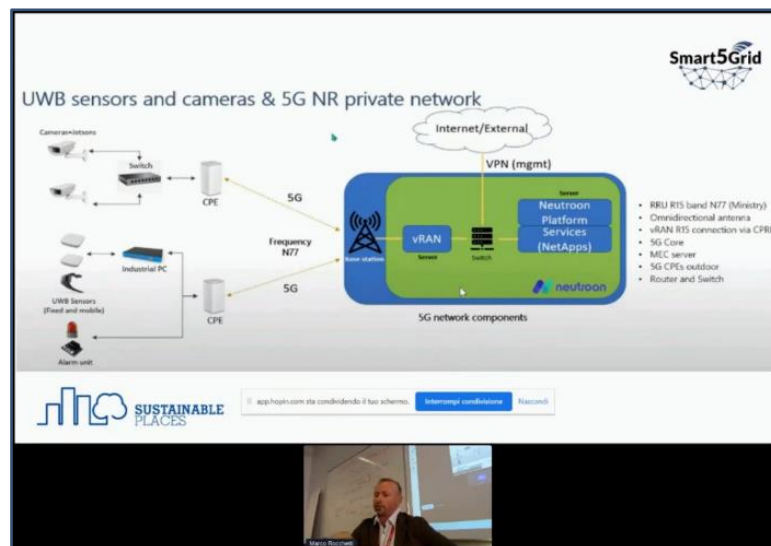 Smart5Grid
UWB sensors and cameras & 5G NR private network
Internet/External
Cameras+Jetsons
Switch
CPE
5G
VPN (mgmt)
Server
Neutroon
Platform
Services
(NetApps)
vRAN
Server
Switch
Base station
Frequency
N77
Industrial PC
UWB Sensors
(Fixed and mobile)
CPE
5G
Alarm unit
neutroon
5G network components
• RRU R15 band N77 (Ministry)
• Omnidirectional antenna
• vRAN R15 connection via CPRI
• 5G Core
• MEC server
• 5G CPEs outdoor
• Router and Switch
SUSTAINABLE
PLACES
app.hopin.com sta condividendo il tuo schermo.
Interrompi condivisione
Nascondi
Marco Rocchetti